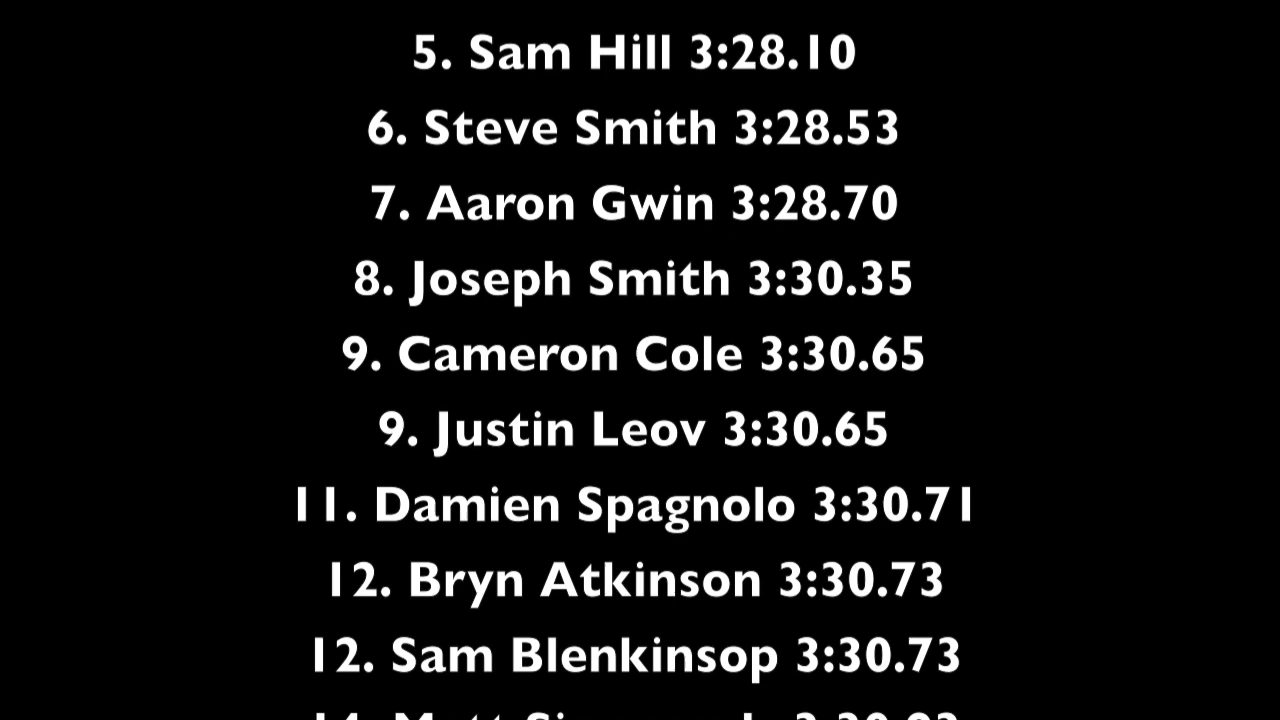 5. Sam Hill 3:28.10
6. Steve Smith 3:28.53
7. Aaron Gwin 3:28.70
8. Joseph Smith 3:30.35
9. Cameron Cole 3:30.65
9. Justin Leov 3:30.65
11. Damien Spagnolo 3:30.71
12. Bryn Atkinson 3:30.73
12. Sam Blenkinsop 3:30.73
14. Matt